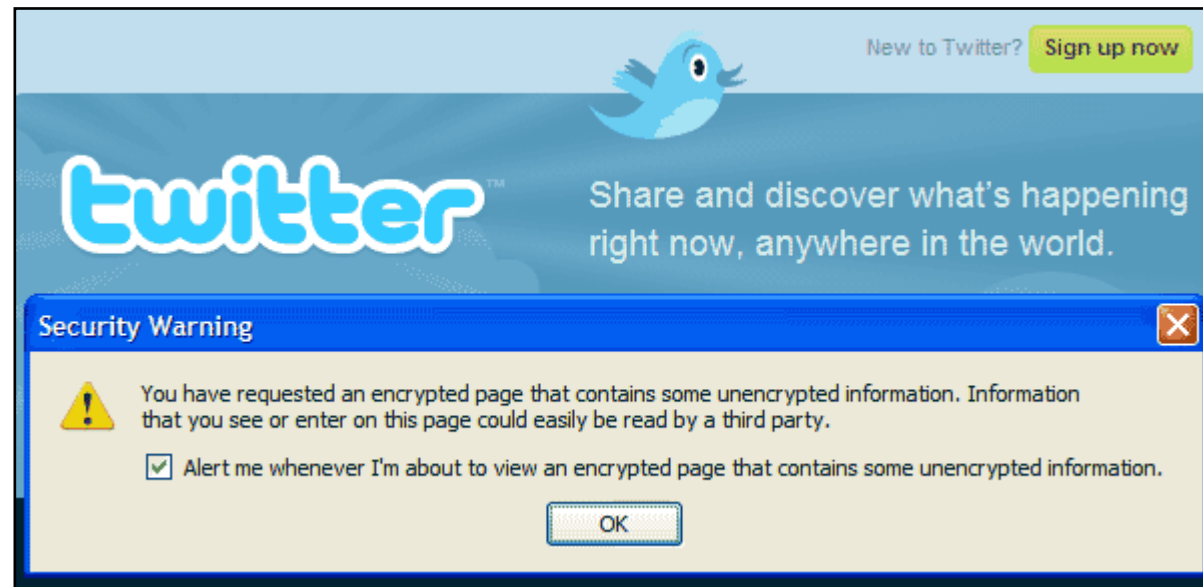 New to Twitter? Sign up now
twitter™
Share and discover what's happening
right now, anywhere in the world.
Security Warning
You have requested an encrypted page that contains some unencrypted information. Information
that you see or enter on this page could easily be read by a third party.
Alert me whenever I'm about to view an encrypted page that contains some unencrypted information.
OK